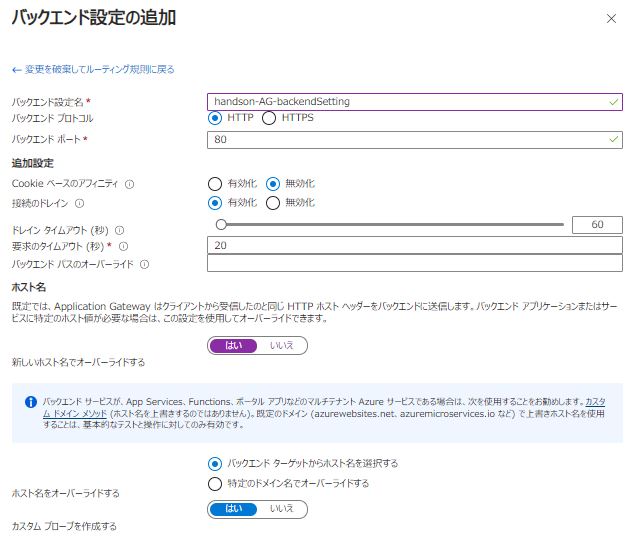 バックエンド設定の追加
← 変更を破棄してルーティング規則に戻る
バックエンド設定名 * handson-AG-backendSetting
バックエンド プロトコル HTTP HTTPS
バックエンド ポート * 80
追加設定
Cookie ベースのアフィニティ 有効化 無効化
接続のドレイン 有効化 無効化
ドレイン タイムアウト (秒) 60
要求のタイムアウト (秒) * 20
バックエンド パスのオーバーライド
ホスト名
既定では、Application Gateway はクライアントから受信したのと同じ HTTP ホスト ヘッダーをバックエンドに送信します。バックエンド アプリケーションまたはサー
ビスに特定のホスト値が必要な場合は、この設定を使用してオーバーライドできます。
はい いいえ
新しいホスト名でオーバーライドする
バックエンド サービスが、App Services、Functions、ポータル アプリなどのマルチテナント Azure サービスである場合は、次を使用することをお勧めします。カスタ
ム ドメイン メソッド (ホスト名を上書きするのではありません)。既定のドメイン (azurewebsites.net、azuremicroservices.io など) で上書きホスト名を使用
することは、基本的なテストと操作に対してのみ有効です。
バックエンド ターゲットからホスト名を選択する
特定のドメイン名でオーバーライドする
ホスト名をオーバーライドする
はい いいえ
カスタム プローブを作成する